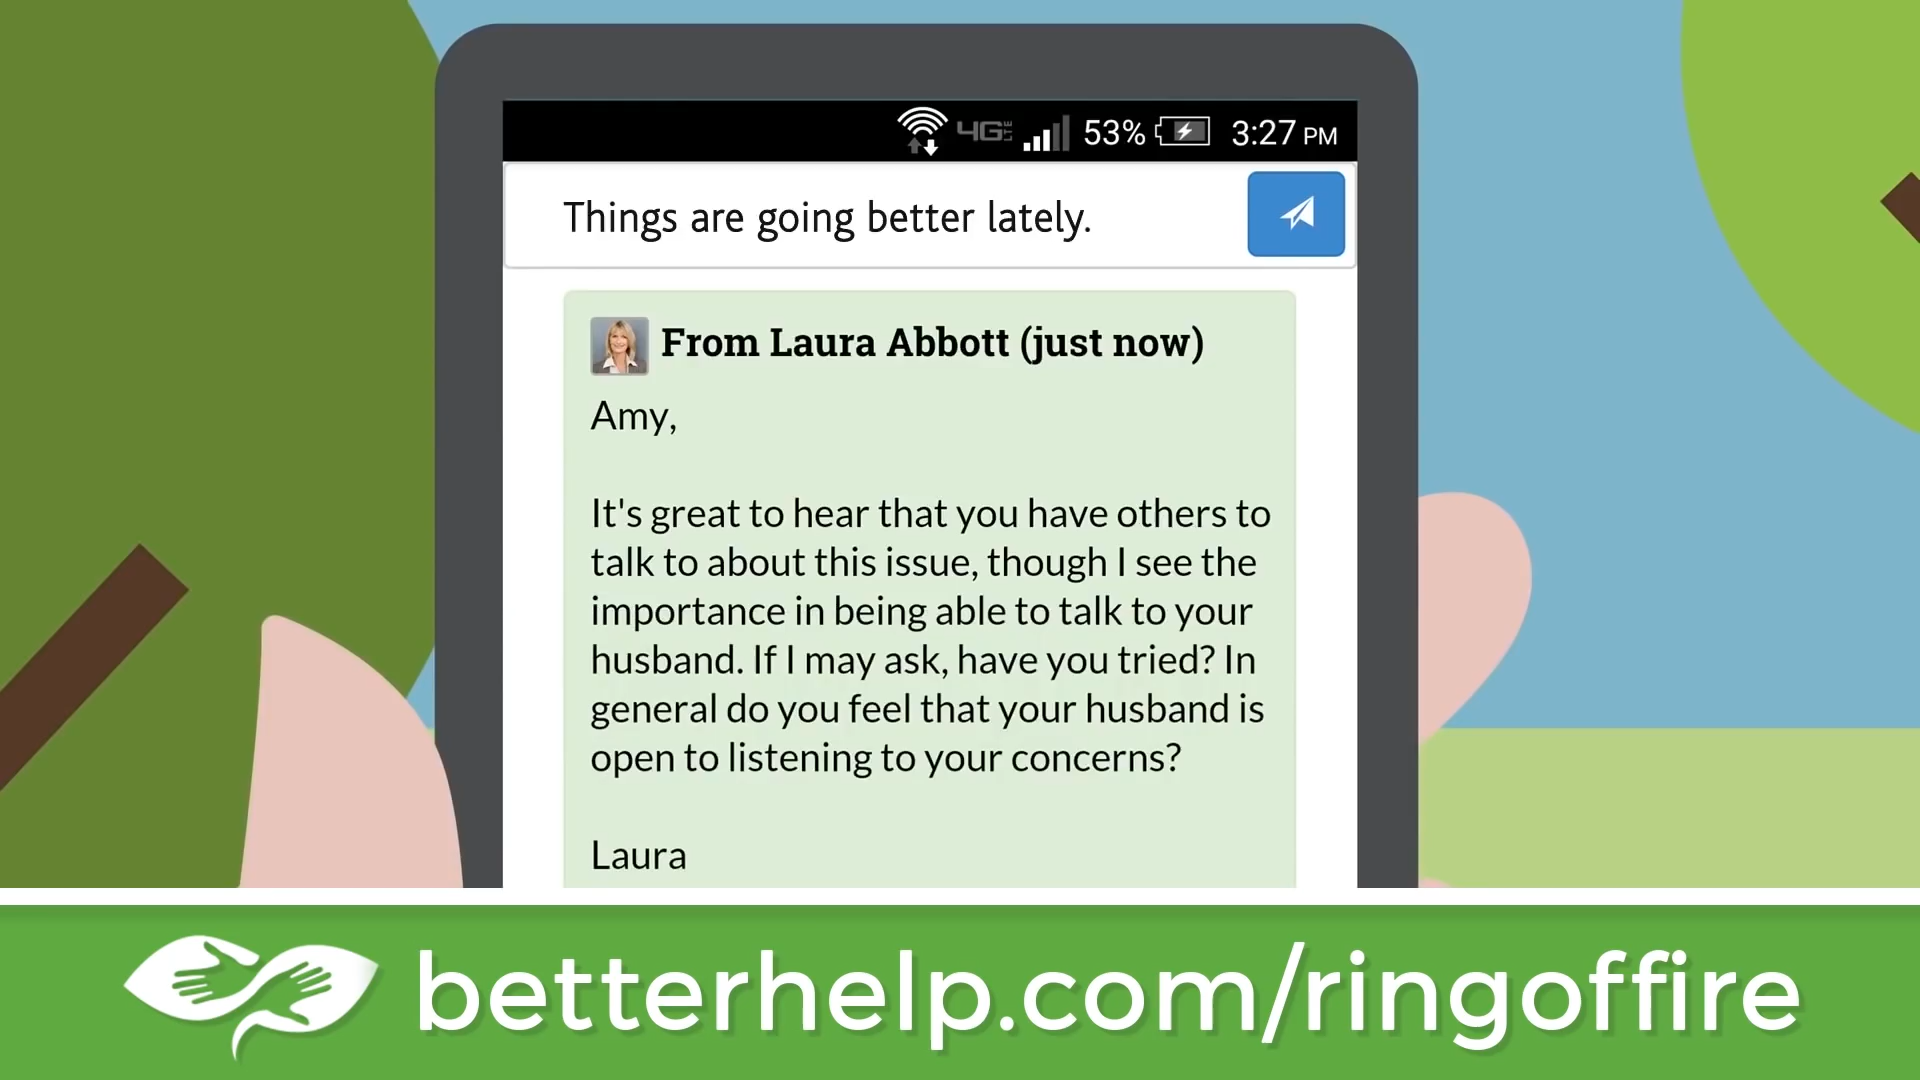 4G LTE 53% 3:27 PM
Things are going better lately.
From Laura Abbott (just now)
Amy,
It's great to hear that you have others to
talk to about this issue, though I see the
importance in being able to talk to your
husband. If I may ask, have you tried? In
general do you feel that your husband is
open to listening to your concerns?
Laura
betterhelp.com/ringoffire